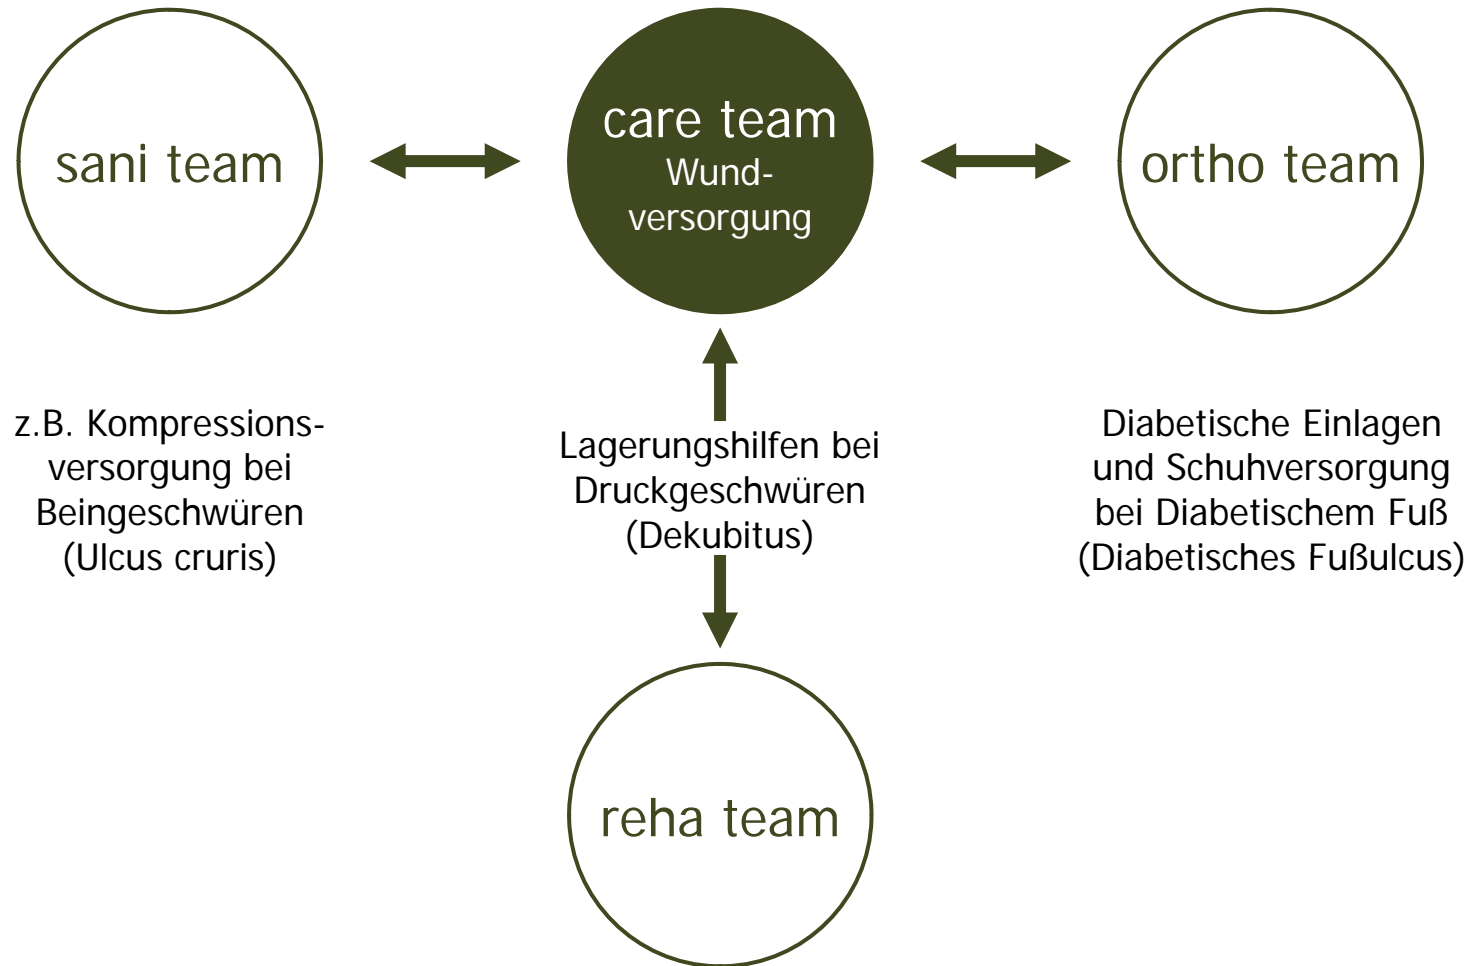 sani team
care team
Wund-
versorgung
ortho team
z.B. Kompressions-
versorgung bei
Beingeschwüren
(Ulcus cruris)
Lagerungshilfen bei
Druckgeschwüren
(Dekubitus)
Diabetische Einlagen
und Schuhversorgung
bei Diabetischem Fuß
(Diabetisches Fußulcus)
reha team